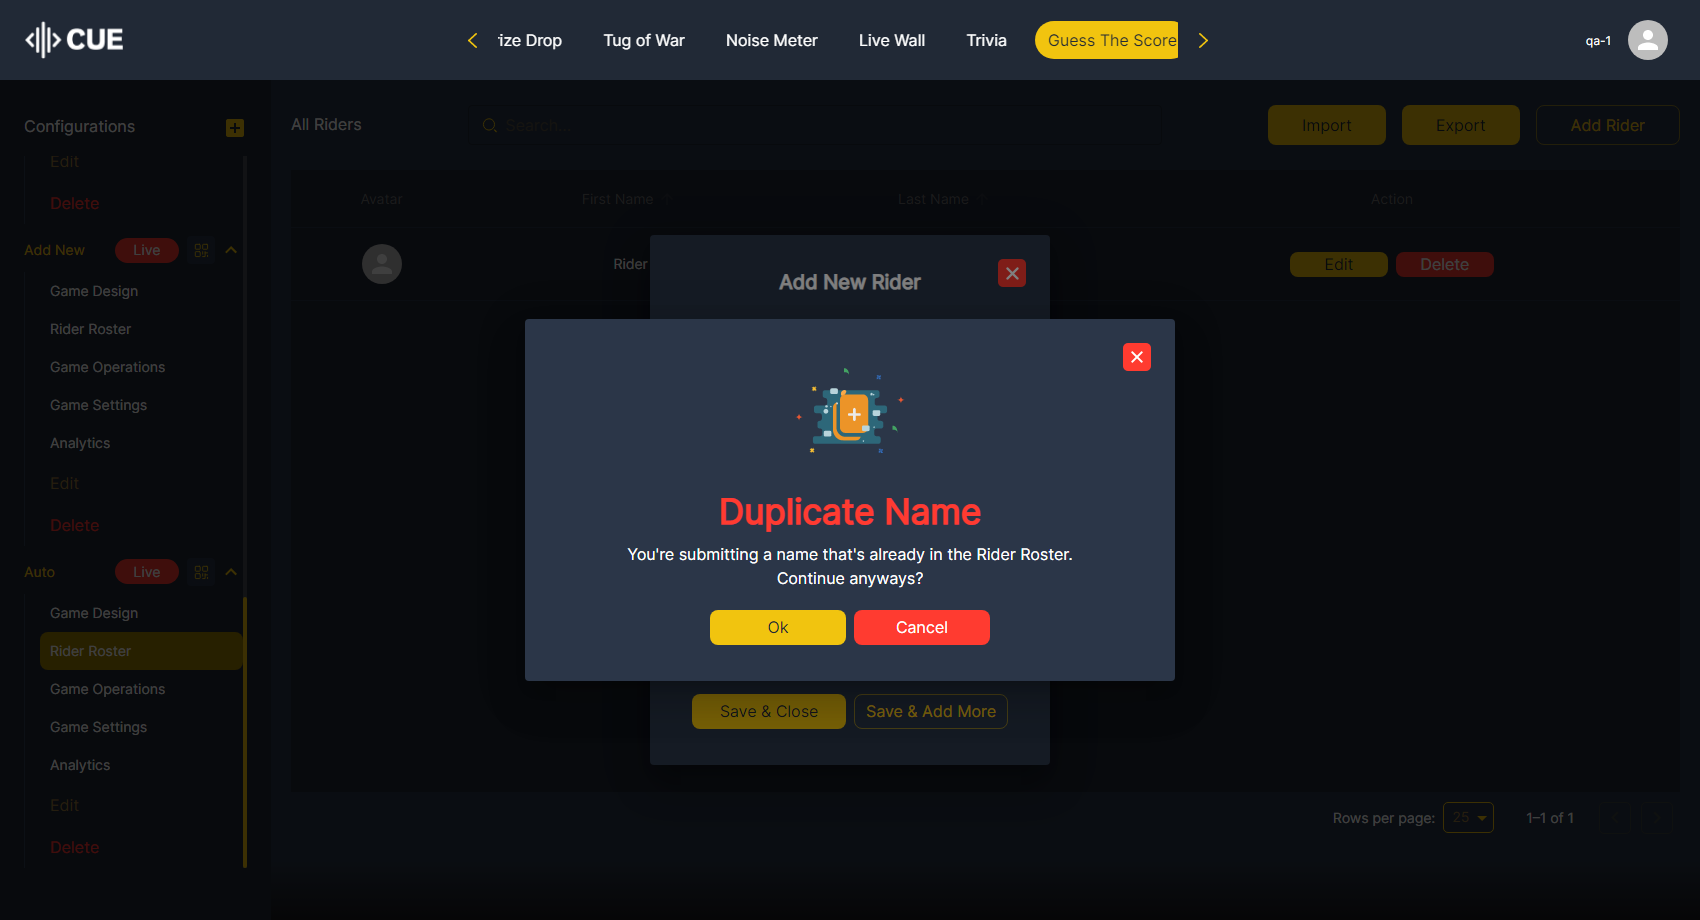 CUE
ize Drop
Tug of War
Noise Meter
Live Wall
Trivia
Guess The Score
qa-1
Configurations
Edit
Delete
Add New
Live
Game Design
Rider Roster
Game Operations
Game Settings
Analytics
Edit
Delete
Auto
Live
Game Design
Rider Roster
Game Operations
Game Settings
Analytics
Edit
Delete
All Riders
Search...
Import
Export
Add Rider
Avatar
First Name
Last Name
Action
Rider
Edit
Delete
Add New Rider
Duplicate Name
You're submitting a name that's already in the Rider Roster.
Continue anyways?
Ok
Cancel
Save & Close
Save & Add More
Rows per page:
25
1–1 of 1